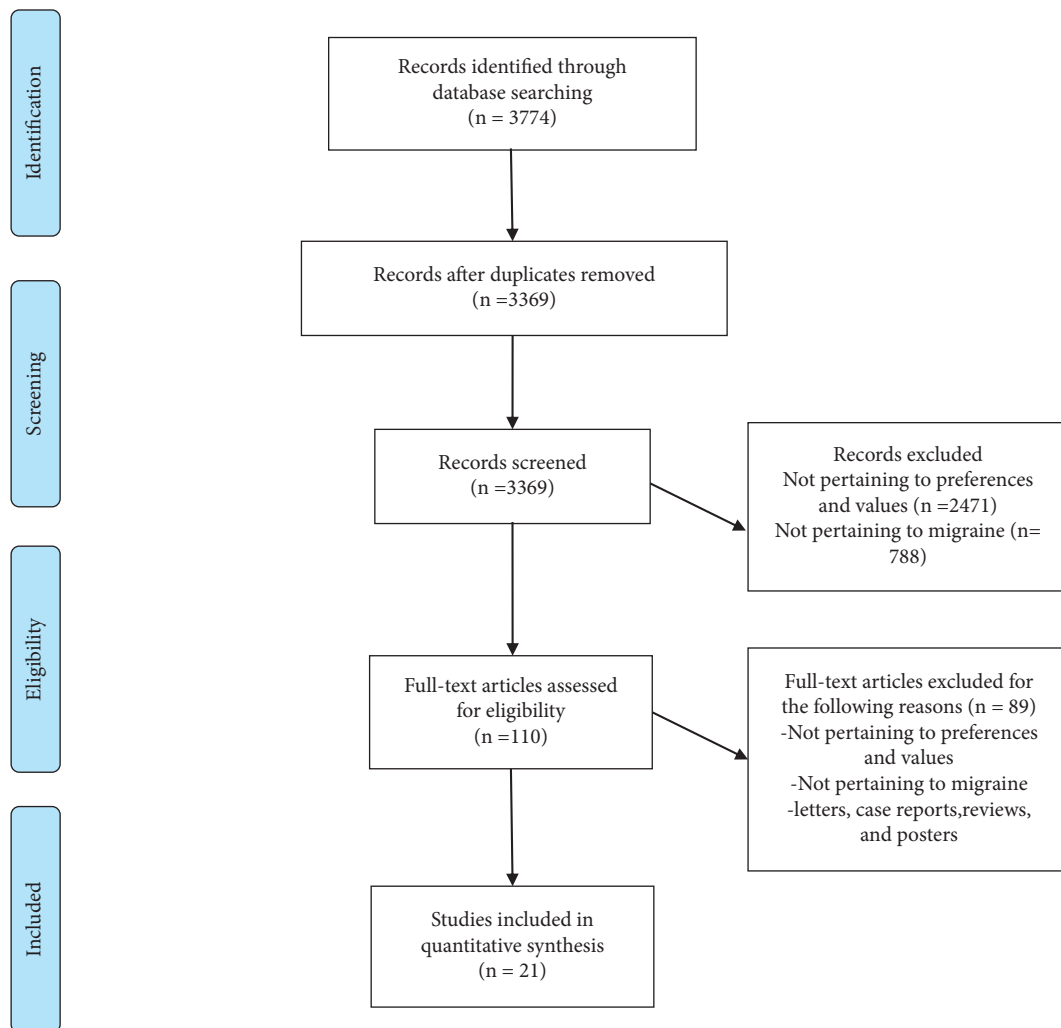 Identification
Records identified through
database searching
(n = 3774)
Records after duplicates removed
(n =3369)
Screening
Records screened
(n =3369)
Records excluded
Not pertaining to preferences
and values (n =2471)
Not pertaining to migraine (n=
788)
Eligibility
Full-text articles assessed
for eligibility
(n =110)
Full-text articles excluded for
the following reasons (n = 89)
-Not pertaining to preferences
and values
-Not pertaining to migraine
-letters, case reports,reviews,
and posters
Included
Studies included in
quantitative synthesis
(n = 21)